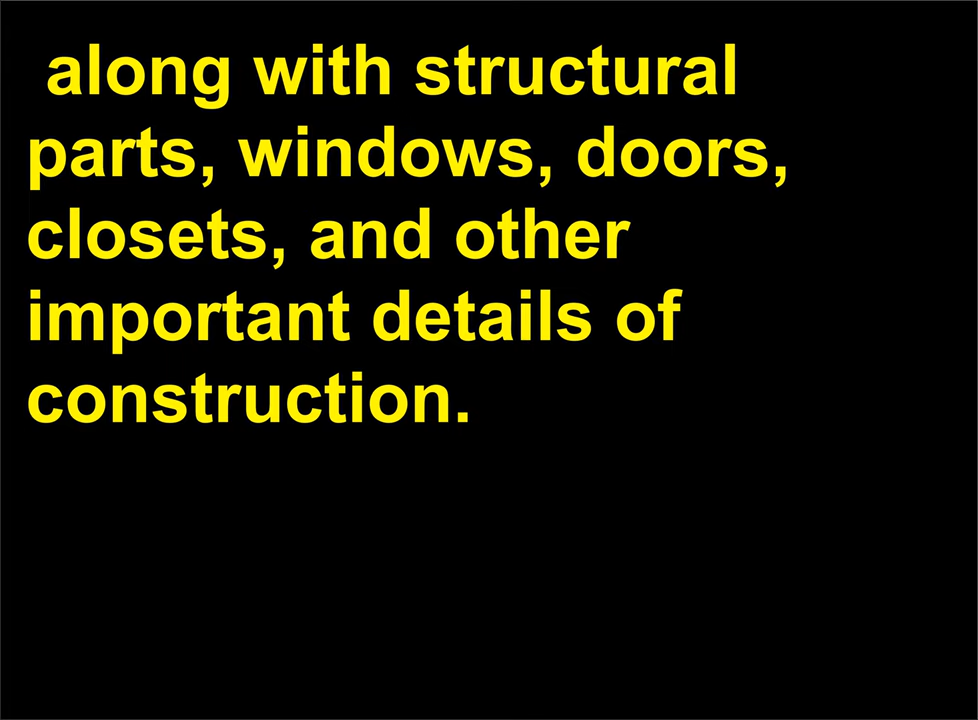 along with structural
parts, windows, doors,
closets, and other
important details of
construction.